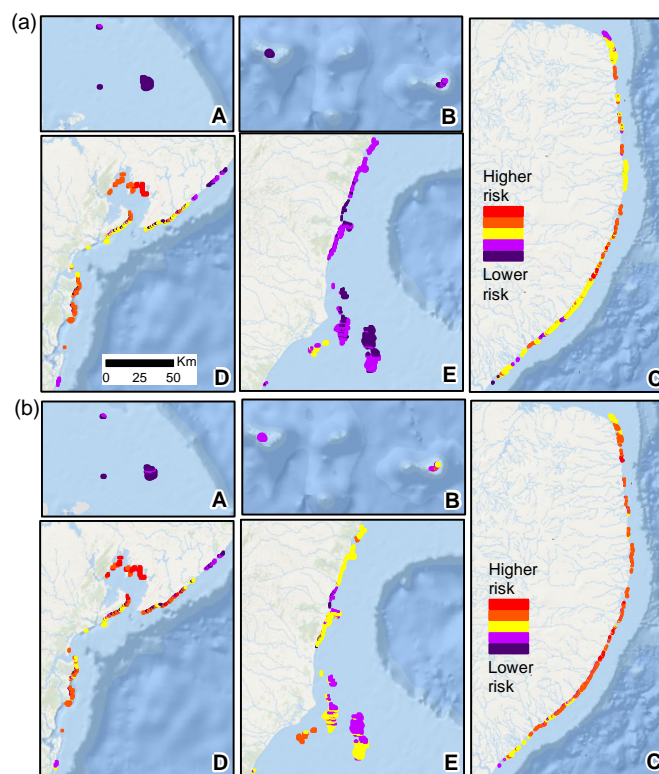 (a)
A
B
Higher
risk
Lower
risk
C
Km
0 25 50
D
E
(b)
A
B
Higher
risk
Lower
risk
C
D
E